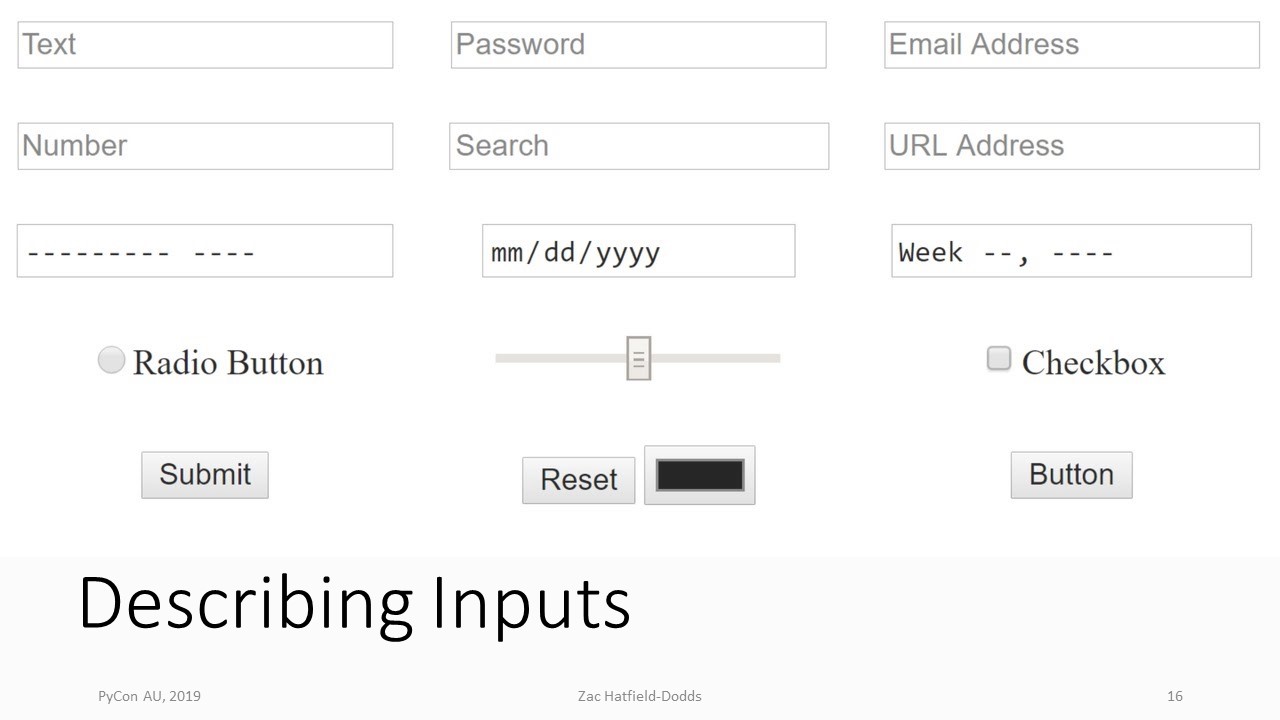 Text Password Email Address
Number Search URL Address
--------- ---- mm/dd/yyyy Week --, ----
Radio Button Checkbox
Submit Reset Button
Describing Inputs
PyCon AU, 2019 Zac Hatfield-Dodds 16